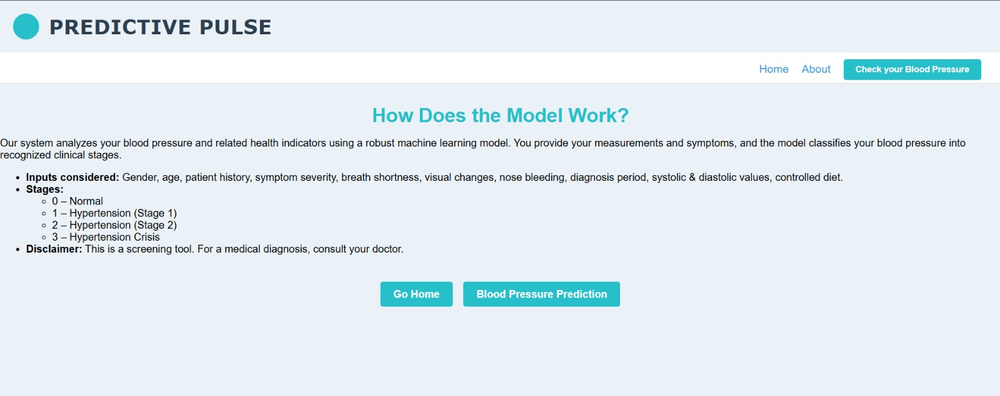 PREDICTIVE PULSE
Home About Check your Blood Pressure
How Does the Model Work?
Our system analyzes your blood pressure and related health indicators using a robust machine learning model. You provide your measurements and symptoms, and the model classifies your blood pressure into
recognized clinical stages.
• Inputs considered: Gender, age, patient history, symptom severity, breath shortness, visual changes, nose bleeding, diagnosis period, systolic & diastolic values, controlled diet.
• Stages:
◦ 0 – Normal
◦ 1 – Hypertension (Stage 1)
◦ 2 – Hypertension (Stage 2)
◦ 3 – Hypertension Crisis
• Disclaimer: This is a screening tool. For a medical diagnosis, consult your doctor.
Go Home Blood Pressure Prediction